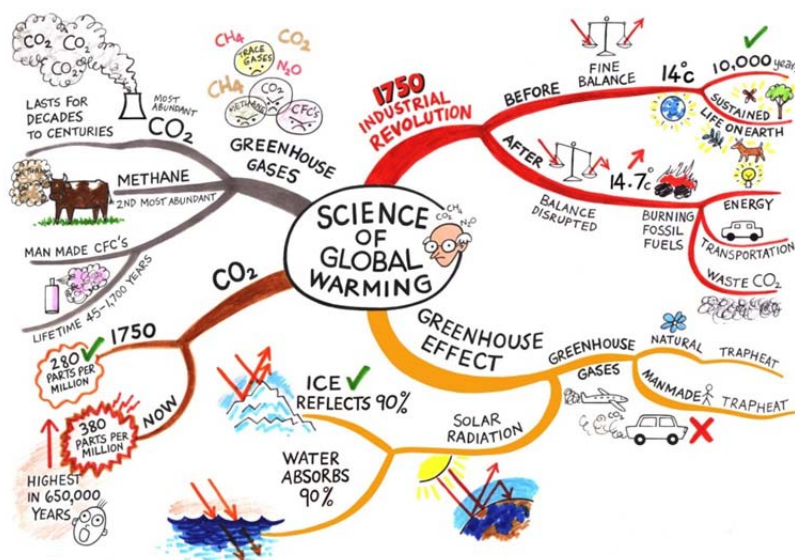 SCIENCE
OF
GLOBAL
WARMING
CH4
CO2
N2O
1750
INDUSTRIAL
REVOLUTION
BEFORE
FINE
BALANCE
14°C
10,000 years
SUSTAINED
LIFE ON EARTH
AFTER
BALANCE
DISRUPTED
14.7°C
BURNING
FOSSIL
FUELS
ENERGY
TRANSPORTATION
WASTE CO2
GREENHOUSE
EFFECT
GREENHOUSE
GASES
NATURAL
TRAPHEAT
MANMADE
TRAPHEAT
CO2
SOLAR
RADIATION
ICE
REFLECTS 90%
WATER
ABSORBS
90%
CO2
1750
280
PARTS PER
MILLION
NOW
380
PARTS PER
MILLION
HIGHEST
IN 650,000
YEARS
GREENHOUSE
GASES
CH4
CO2
TRACE
GASES
N2O
CH4
CO2
METHANE
CFC's
CO2
CO2
CO2
MOST
ABUNDANT
CO2
LASTS FOR
DECADES
TO CENTURIES
METHANE
2ND MOST ABUNDANT
MAN MADE CFC'S
LIFETIME 45-1,700 YEARS